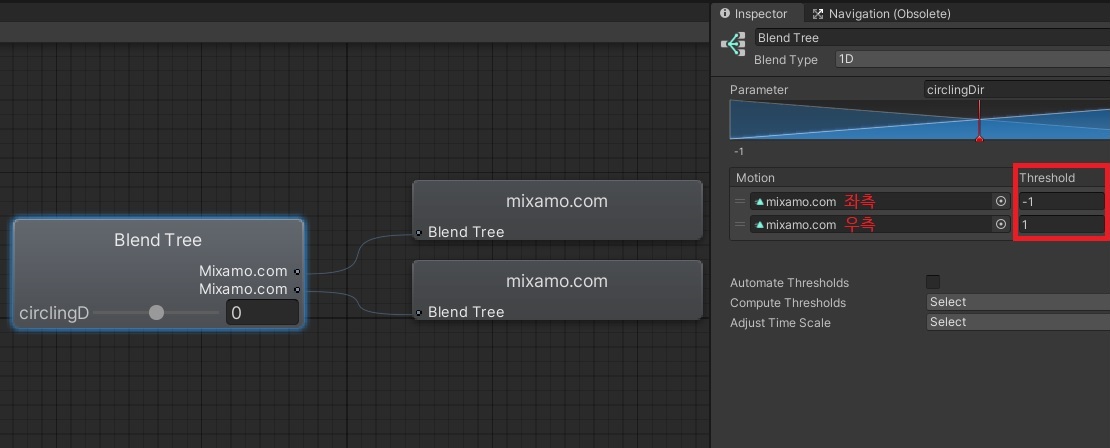 Inspector
Navigation (Obsolete)
Blend Tree
Blend Type 1D
Parameter circlingDir
-1
Motion Threshold
mixamo.com 좌측 -1
mixamo.com 우측 1
Automate Thresholds
Compute Thresholds Select
Adjust Time Scale Select
Blend Tree
Mixamo.com
Mixamo.com
circlingD 0
mixamo.com
Blend Tree
mixamo.com
Blend Tree